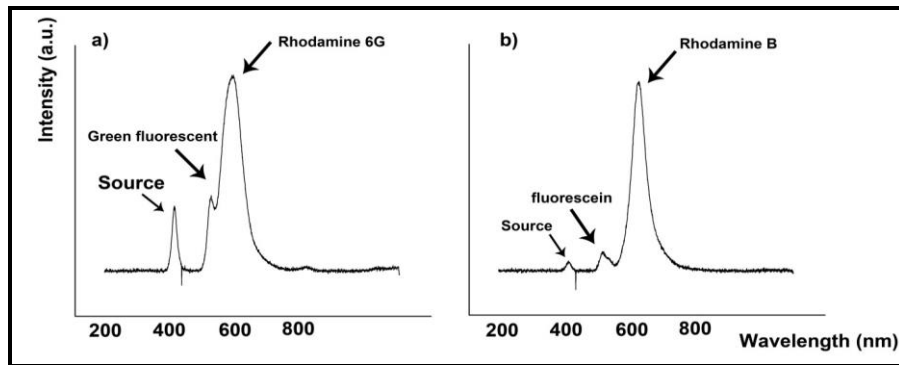 Intensity (a.u.)
a)
Rhodamine 6G
Green fluorescent
Source
200 400 600 800
b)
Rhodamine B
fluorescein
Source
200 400 600 800
Wavelength (nm)